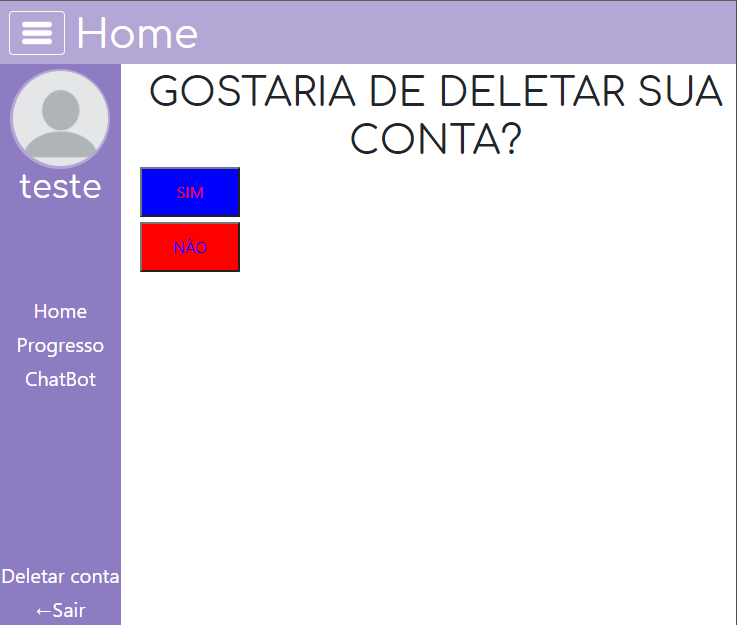 Home
teste
Home
Progresso
ChatBot
Deletar conta
←Sair
GOSTARIA DE DELETAR SUA
CONTA?
SIM
NÃO